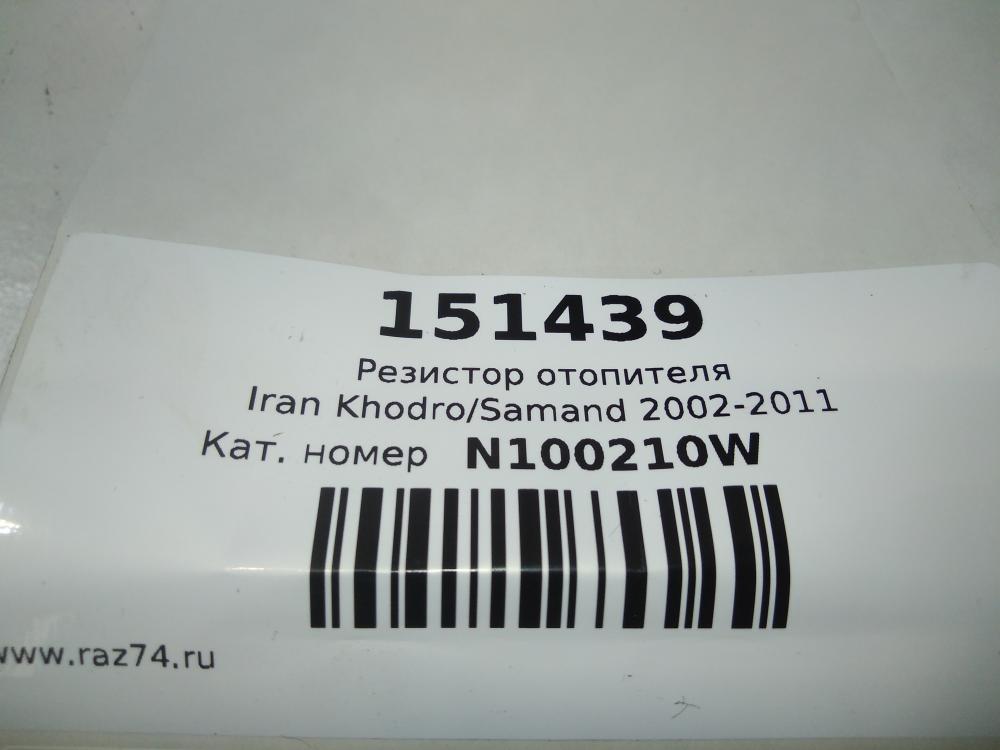 151439
Резистор отопителя
Iran Khodro/Samand 2002-2011
Кат. номер N100210W
www.raz74.ru